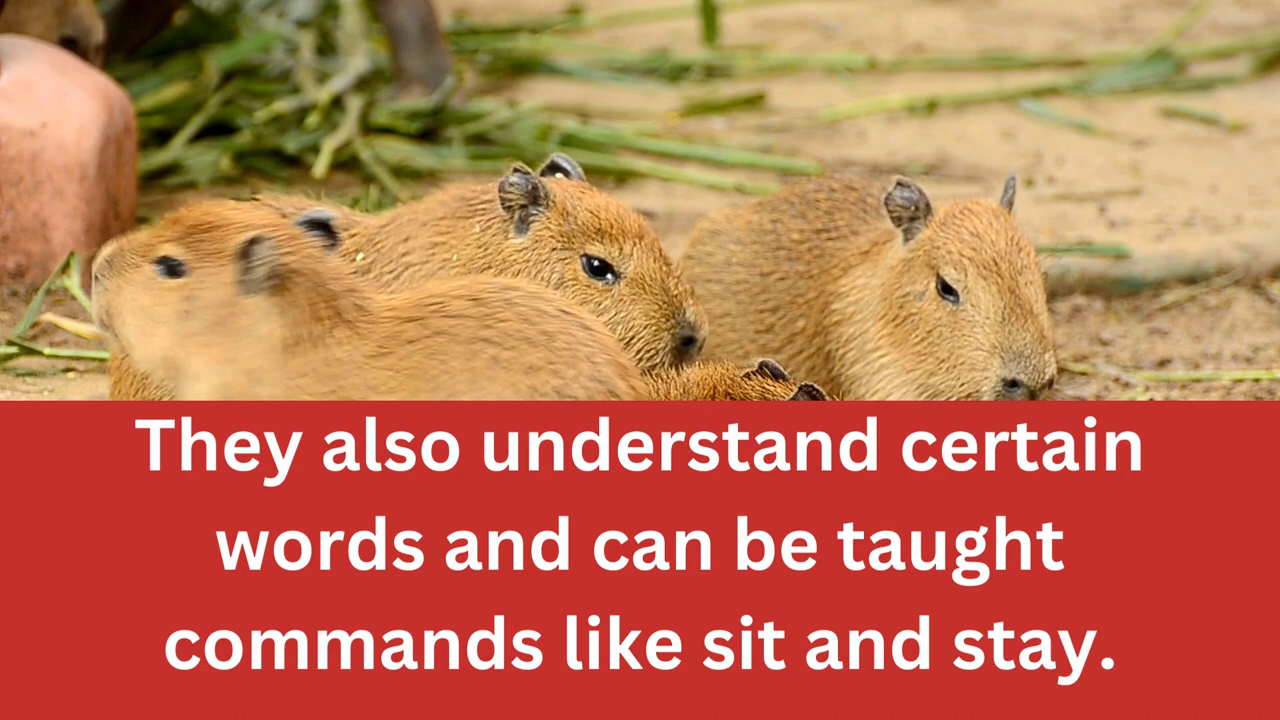 They also understand certain
words and can be taught
commands like sit and stay.